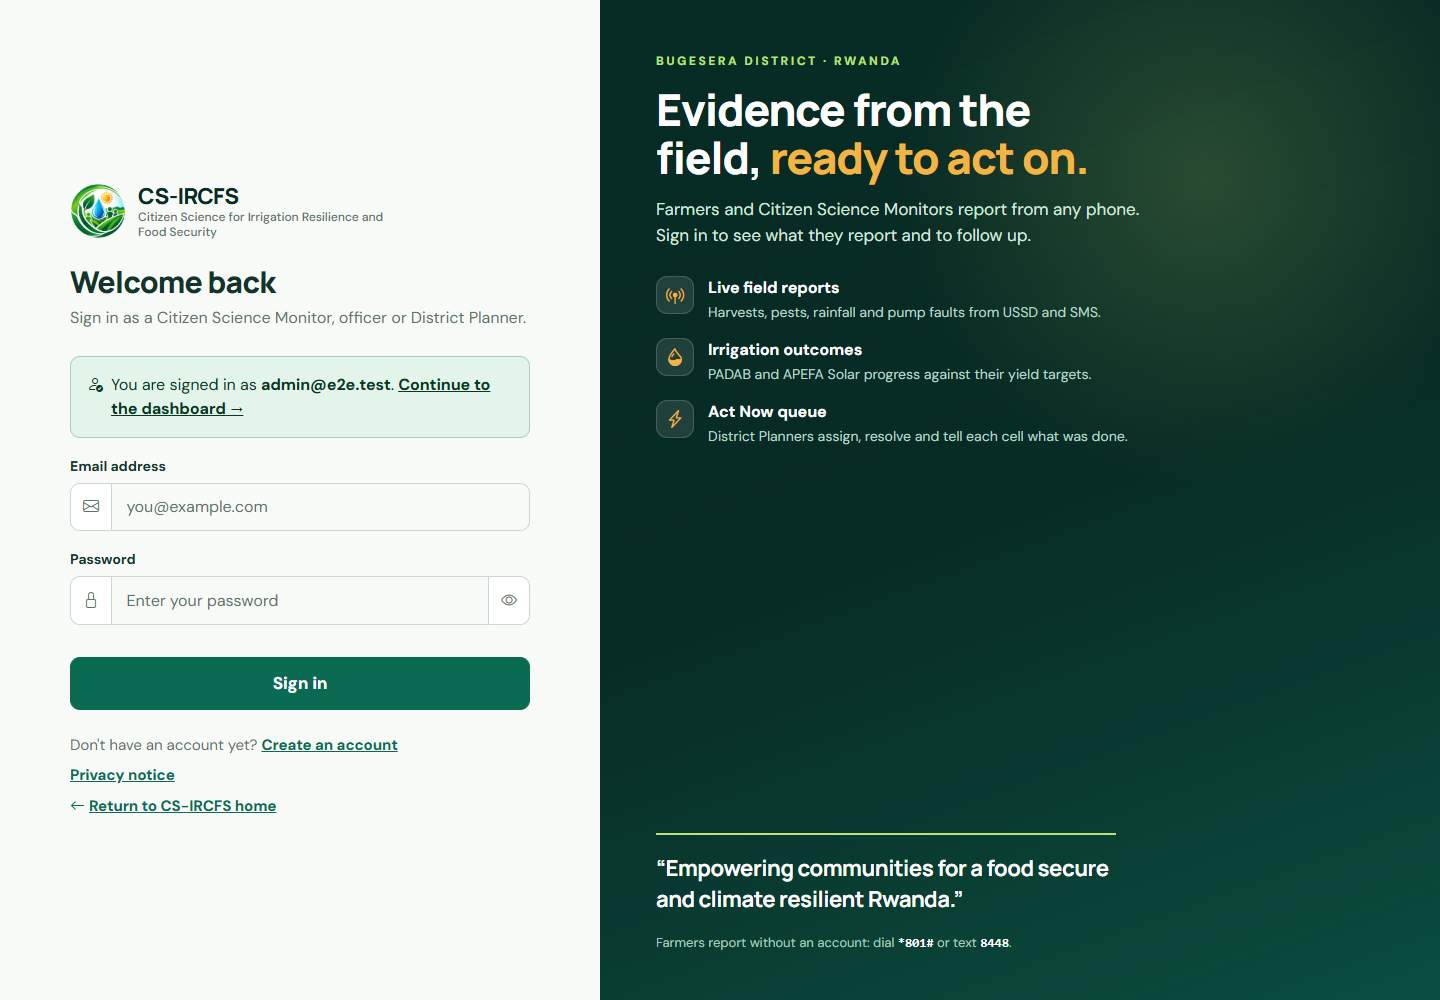 CS-IRCFS
Citizen Science for Irrigation Resilience and
Food Security
Welcome back
Sign in as a Citizen Science Monitor, officer or District Planner.
You are signed in as admin@e2e.test. Continue to
the dashboard →
Email address
you@example.com
Password
Enter your password
Sign in
Don't have an account yet? Create an account
Privacy notice
← Return to CS-IRCFS home
BUGESERA DISTRICT · RWANDA
Evidence from the
field, ready to act on.
Farmers and Citizen Science Monitors report from any phone.
Sign in to see what they report and to follow up.
Live field reports
Harvests, pests, rainfall and pump faults from USSD and SMS.
Irrigation outcomes
PADAB and APEFA Solar progress against their yield targets.
Act Now queue
District Planners assign, resolve and tell each cell what was done.
“Empowering communities for a food secure
and climate resilient Rwanda.”
Farmers report without an account: dial *801# or text 8448.